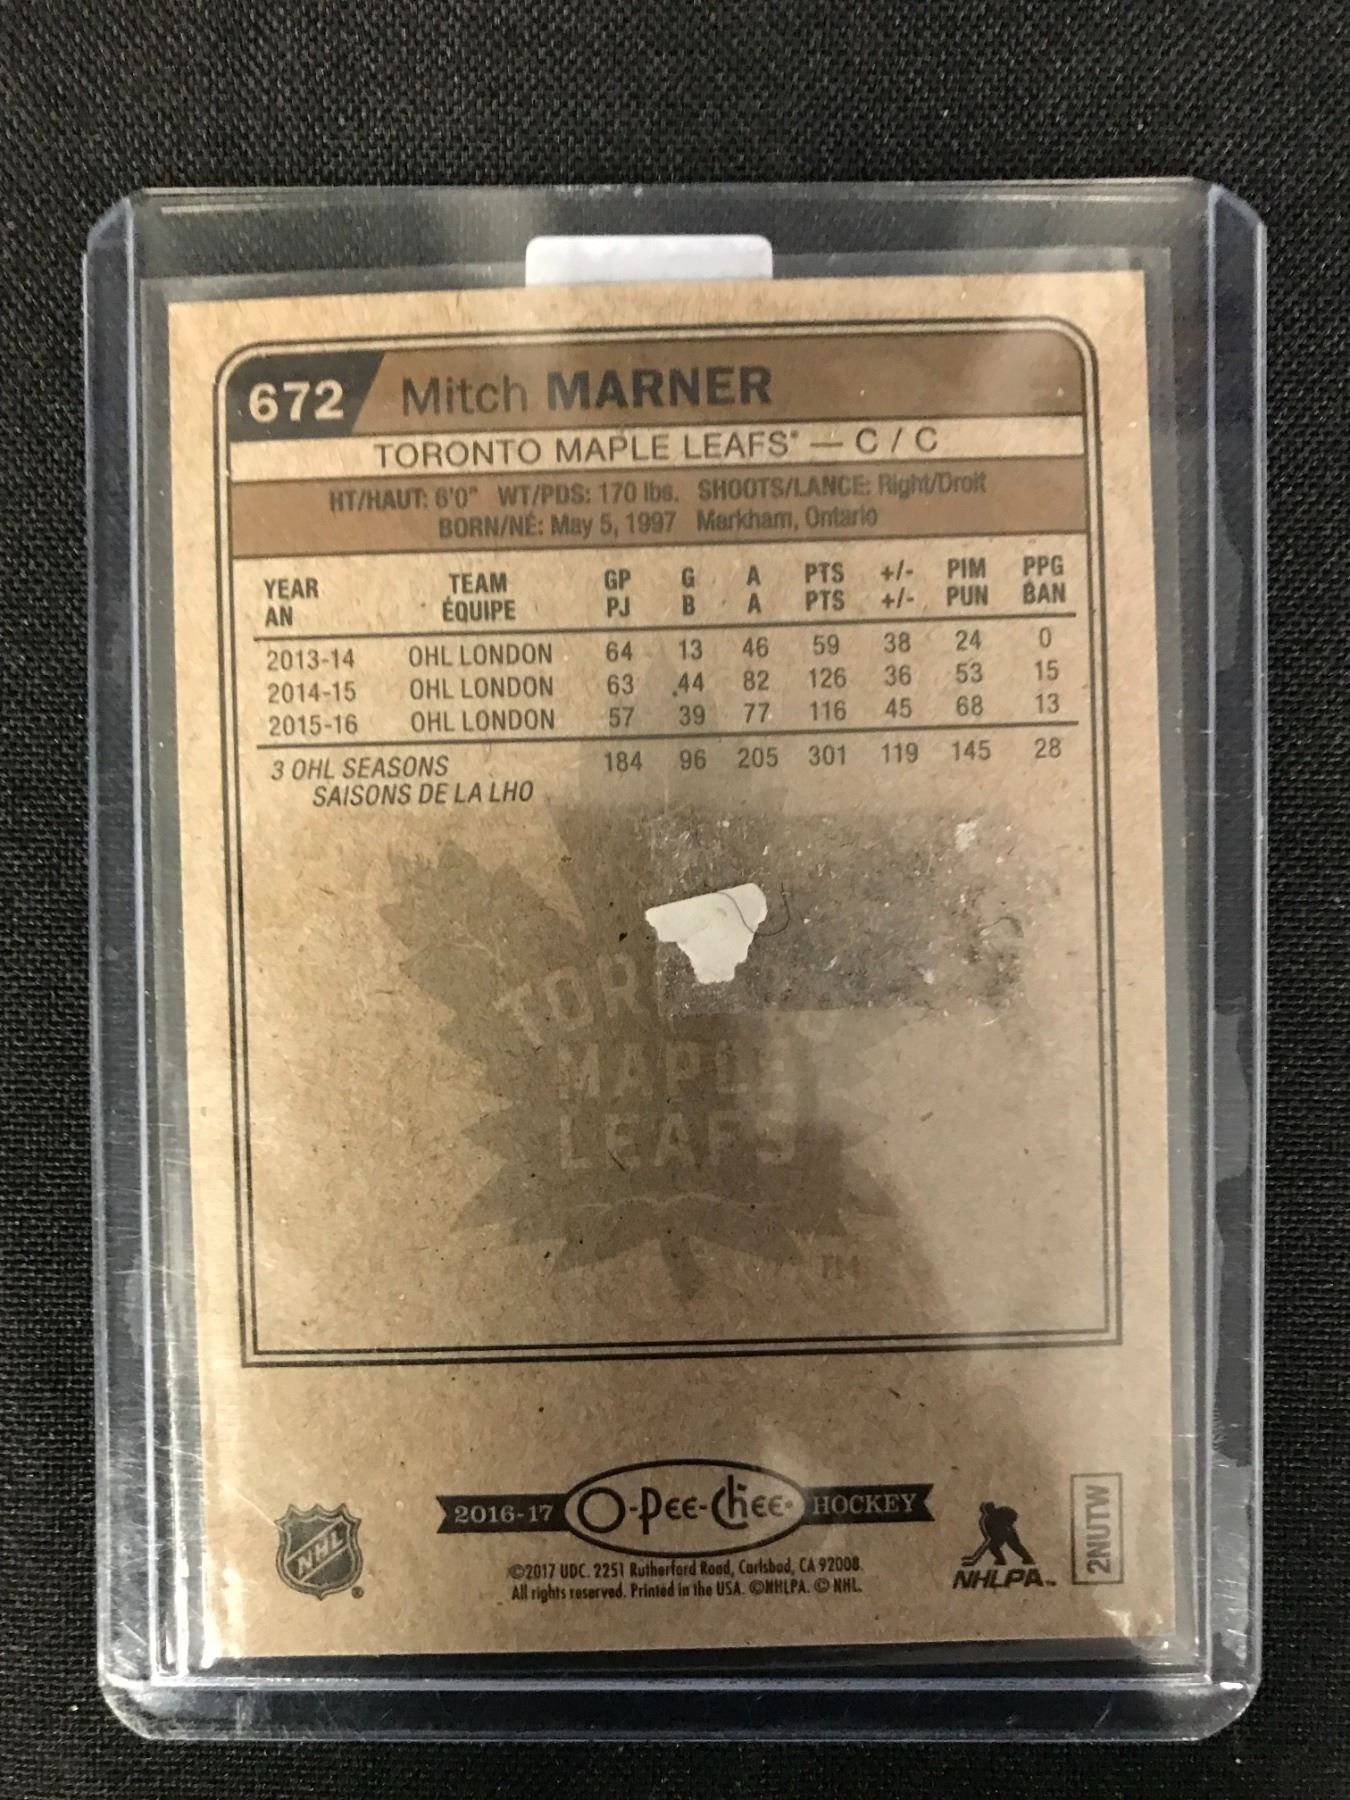 672 Mitch MARNER
TORONTO MAPLE LEAFS® — C / C
HT/HAUT: 6'0" WT/PDS: 170 lbs. SHOOTS/LANCE: Right/Droit
BORN/NÉ: May 5, 1997 Markham, Ontario
YEAR TEAM GP G A PTS +/- PIM PPG
AN ÉQUIPE PJ B A PTS +/- PUN BAN
2013-14 OHL LONDON 64 13 46 59 38 24 0
2014-15 OHL LONDON 63 44 82 126 36 53 15
2015-16 OHL LONDON 57 39 77 116 45 68 13
3 OHL SEASONS 184 96 205 301 119 145 28
SAISONS DE LA LHO
MAPLE
LEAFS
TM
2016-17 O-Pee-Chee HOCKEY
NHL ®
©2017 UDC. 2251 Rutherford Road, Carlsbad, CA 92008.
All rights reserved. Printed in the USA. ©NHLPA. © NHL.
NHLPA™
2NUTW